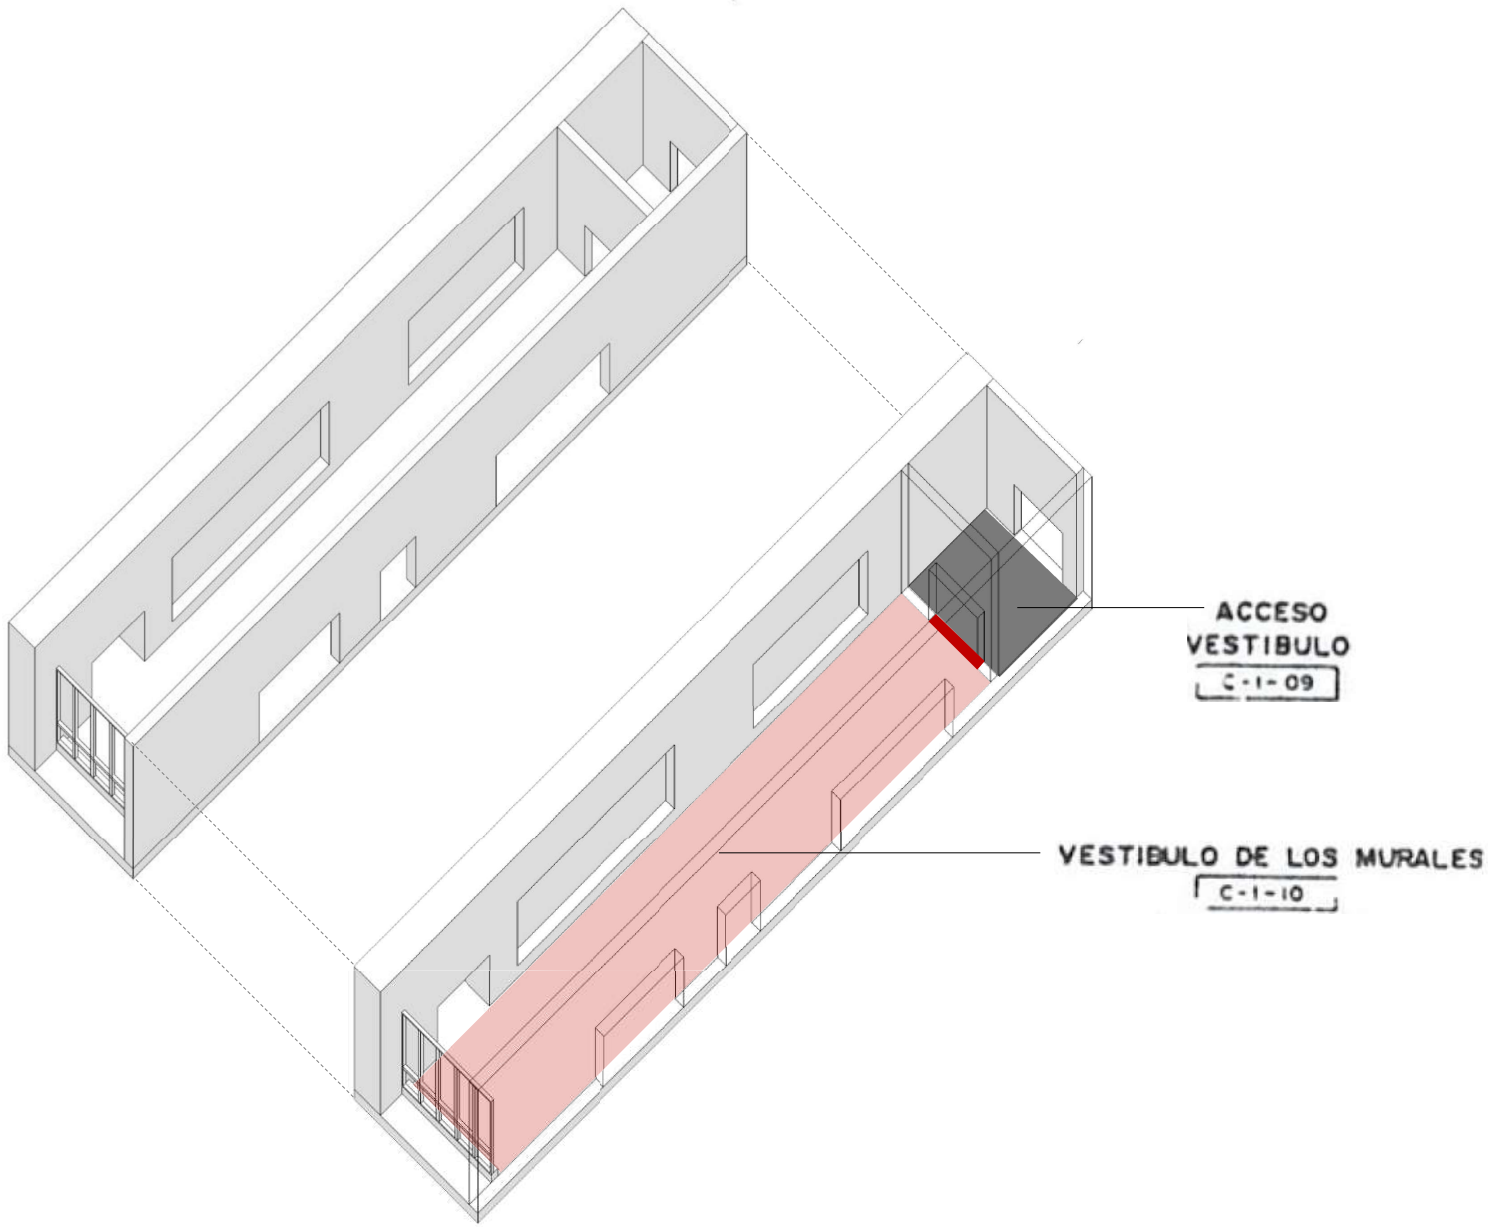 ACCESO
VESTIBULO
C-1-09
VESTIBULO DE LOS MURALES
C-1-10